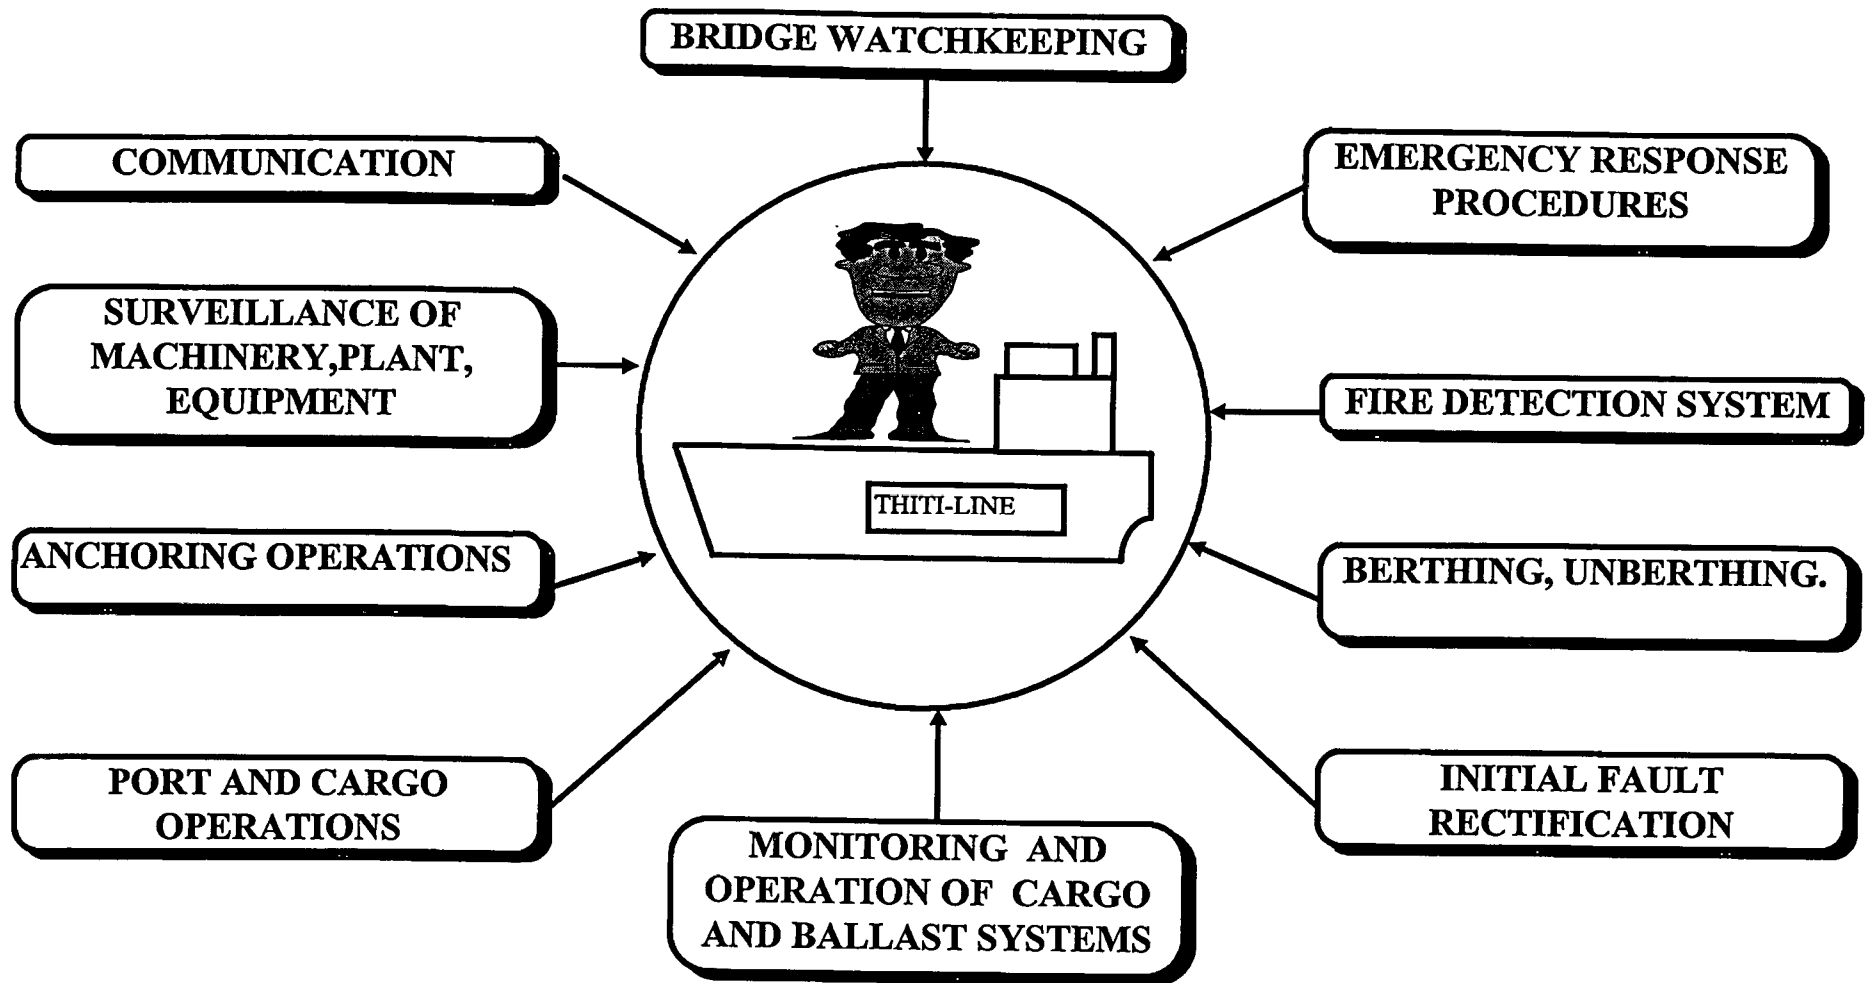 BRIDGE WATCHKEEPING
COMMUNICATION
EMERGENCY RESPONSE
PROCEDURES
SURVEILLANCE OF
MACHINERY,PLANT,
EQUIPMENT
FIRE DETECTION SYSTEM
THITI-LINE
ANCHORING OPERATIONS
BERTHING, UNBERTHING.
PORT AND CARGO
OPERATIONS
INITIAL FAULT
RECTIFICATION
MONITORING AND
OPERATION OF CARGO
AND BALLAST SYSTEMS